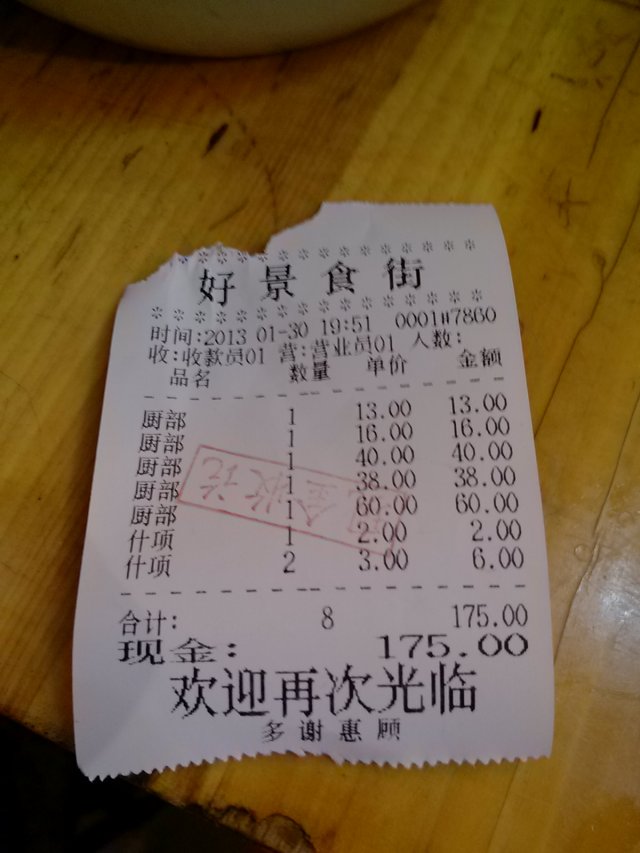 * * * * * * * * * * * * * * * *
好景食街
* * * * * * * * * * * * * * * *
时间:2013 01-30 19:51 0001#7860
收:收款员01 营:营业员01 人数:
品名 数量 单价 金额
厨部 1 13.00 13.00
厨部 1 16.00 16.00
厨部 1 40.00 40.00
厨部 1 38.00 38.00
厨部 1 60.00 60.00
什项 1 2.00 2.00
什项 2 3.00 6.00
合计: 8 175.00
现金: 175.00
欢迎再次光临
多谢惠顾